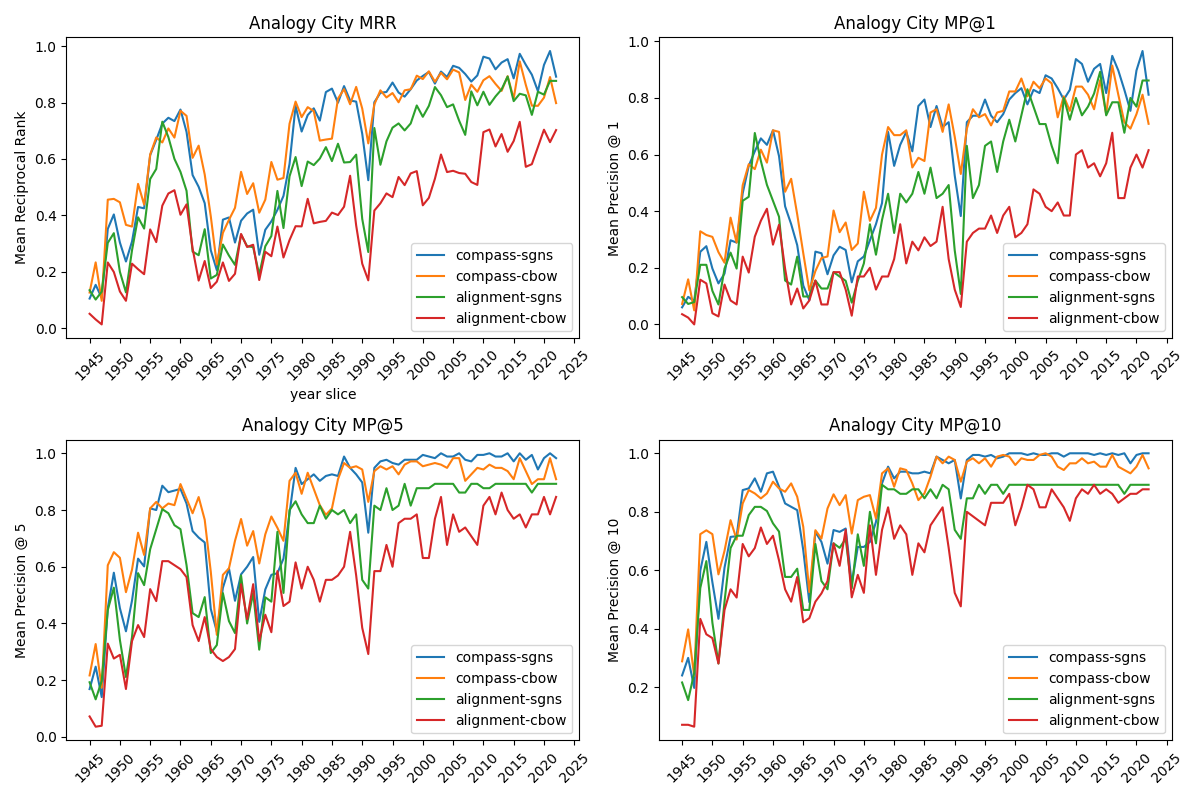 Analogy City MRR
Mean Reciprocal Rank
1.0
0.8
0.6
0.4
0.2
0.0
compass-sgns
compass-cbow
alignment-sgns
alignment-cbow
1945 1950 1955 1960 1965 1970 1975 1980 1985 1990 1995 2000 2005 2010 2015 2020 2025
year slice
Analogy City MP@1
Mean Precision @ 1
1.0
0.8
0.6
0.4
0.2
0.0
compass-sgns
compass-cbow
alignment-sgns
alignment-cbow
1945 1950 1955 1960 1965 1970 1975 1980 1985 1990 1995 2000 2005 2010 2015 2020 2025
Analogy City MP@5
Mean Precision @ 5
1.0
0.8
0.6
0.4
0.2
0.0
compass-sgns
compass-cbow
alignment-sgns
alignment-cbow
1945 1950 1955 1960 1965 1970 1975 1980 1985 1990 1995 2000 2005 2010 2015 2020 2025
Analogy City MP@10
Mean Precision @ 10
1.0
0.8
0.6
0.4
0.2
compass-sgns
compass-cbow
alignment-sgns
alignment-cbow
1945 1950 1955 1960 1965 1970 1975 1980 1985 1990 1995 2000 2005 2010 2015 2020 2025